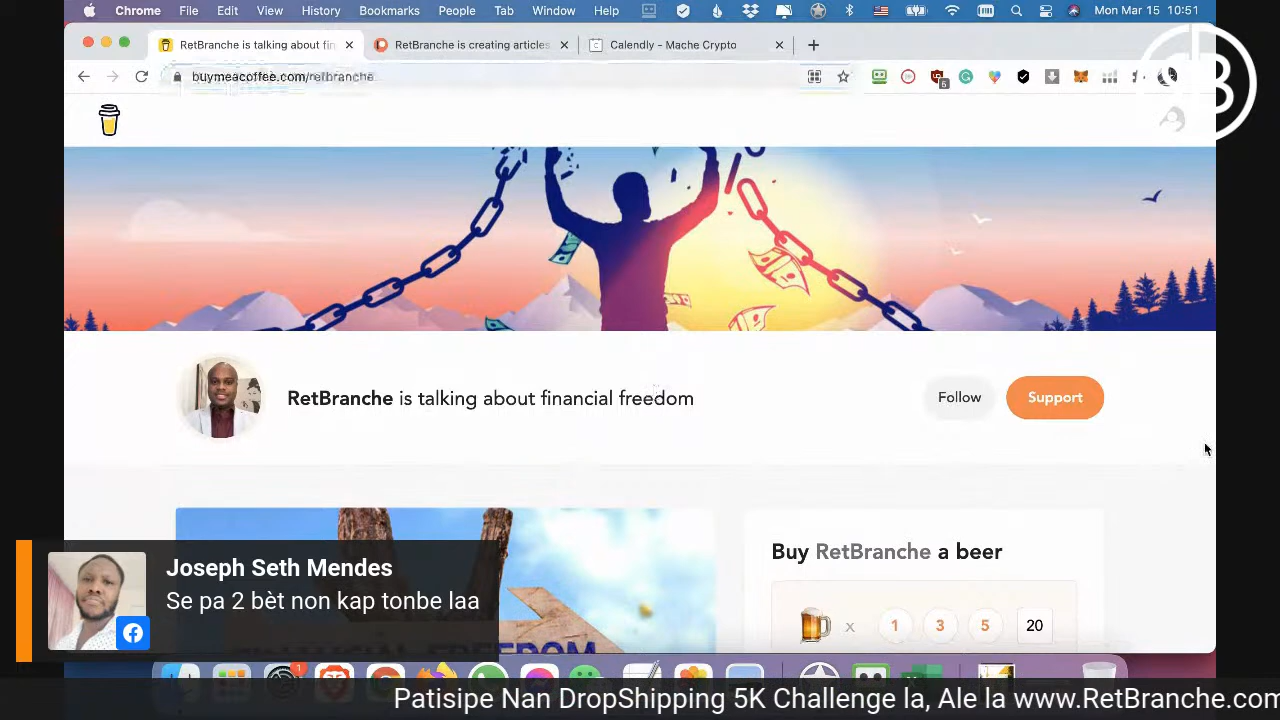 Chrome File Edit View History Bookmarks People Tab Window Help Mon Mar 15 10:51
RetBranche is talking about fin RetBranche is creating articles Calendly - Mache Crypto
buymeacoffee.com/retbranche
RetBranche is talking about financial freedom
Follow
Support
Buy RetBranche a beer
x 1 3 5 20
Joseph Seth Mendes
Se pa 2 bèt non kap tonbe laa
Patisipe Nan DropShipping 5K Challenge la, Ale la www.RetBranche.com